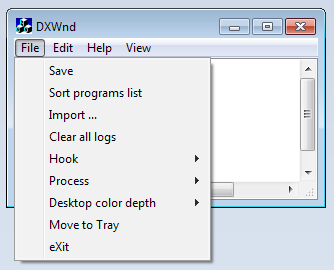 DXWnd
File Edit Help View
Save
Sort programs list
Import ...
Clear all logs
Hook
Process
Desktop color depth
Move to Tray
eXit